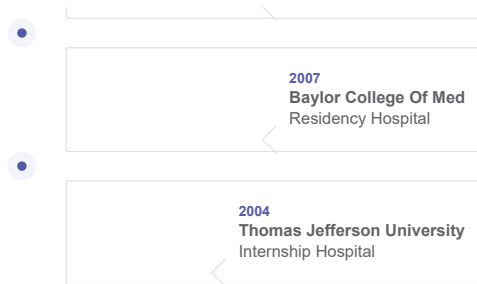 2007
Baylor College Of Med
Residency Hospital
2004
Thomas Jefferson University
Internship Hospital